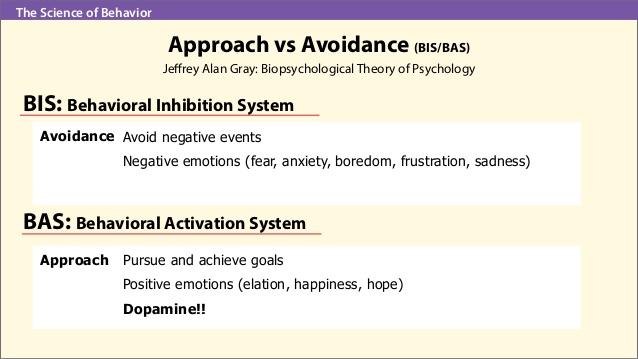 The Science of Behavior
Approach vs Avoidance (BIS/BAS)
Jeffrey Alan Gray: Biopsychological Theory of Psychology
BIS: Behavioral Inhibition System
Avoidance Avoid negative events
Negative emotions (fear, anxiety, boredom, frustration, sadness)
BAS: Behavioral Activation System
Approach Pursue and achieve goals
Positive emotions (elation, happiness, hope)
Dopamine!!